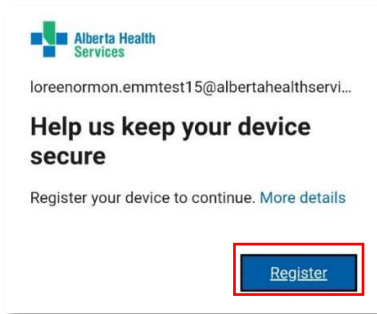 Alberta Health
Services
loreenormon.emmtest15@albertahealthservi...
Help us keep your device
secure
Register your device to continue. More details
Register